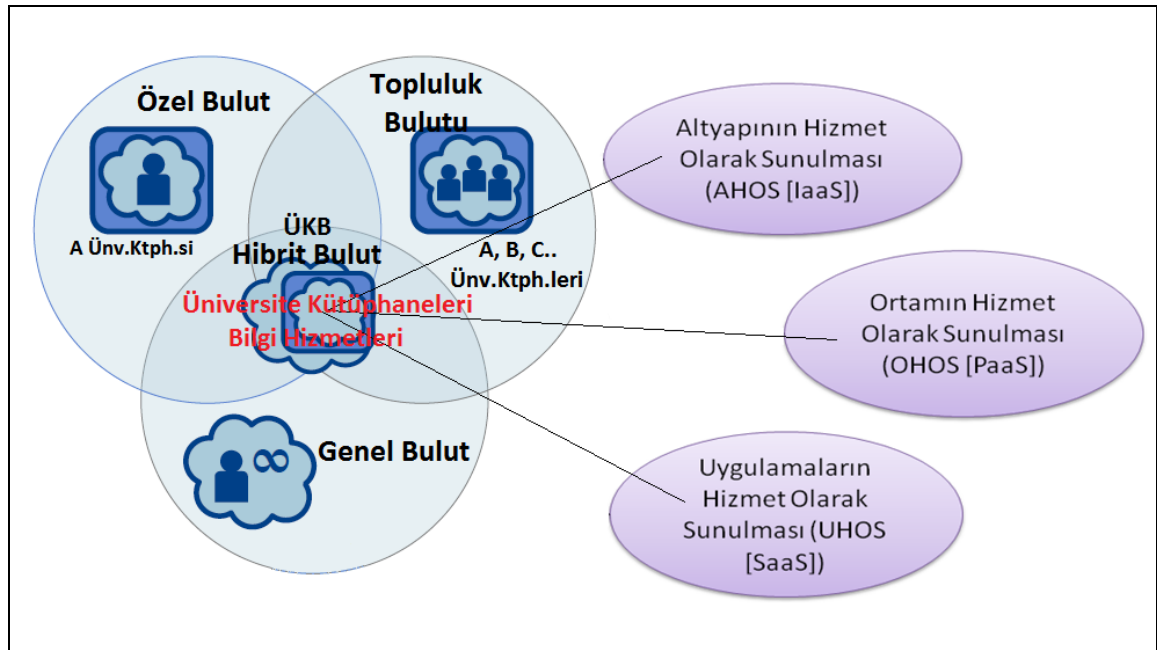 Özel Bulut
A Ünv.Ktph.si
Topluluk
Bulutu
A, B, C..
Ünv.Ktph.leri
ÜKB
Hibrit Bulut
Üniversite Kütüphaneleri
Bilgi Hizmetleri
Genel Bulut
∞
Altyapının Hizmet
Olarak Sunulması
(AHOS [IaaS])
Ortamın Hizmet
Olarak Sunulması
(OHOS [PaaS])
Uygulamaların
Hizmet Olarak
Sunulması (UHOS
[SaaS])